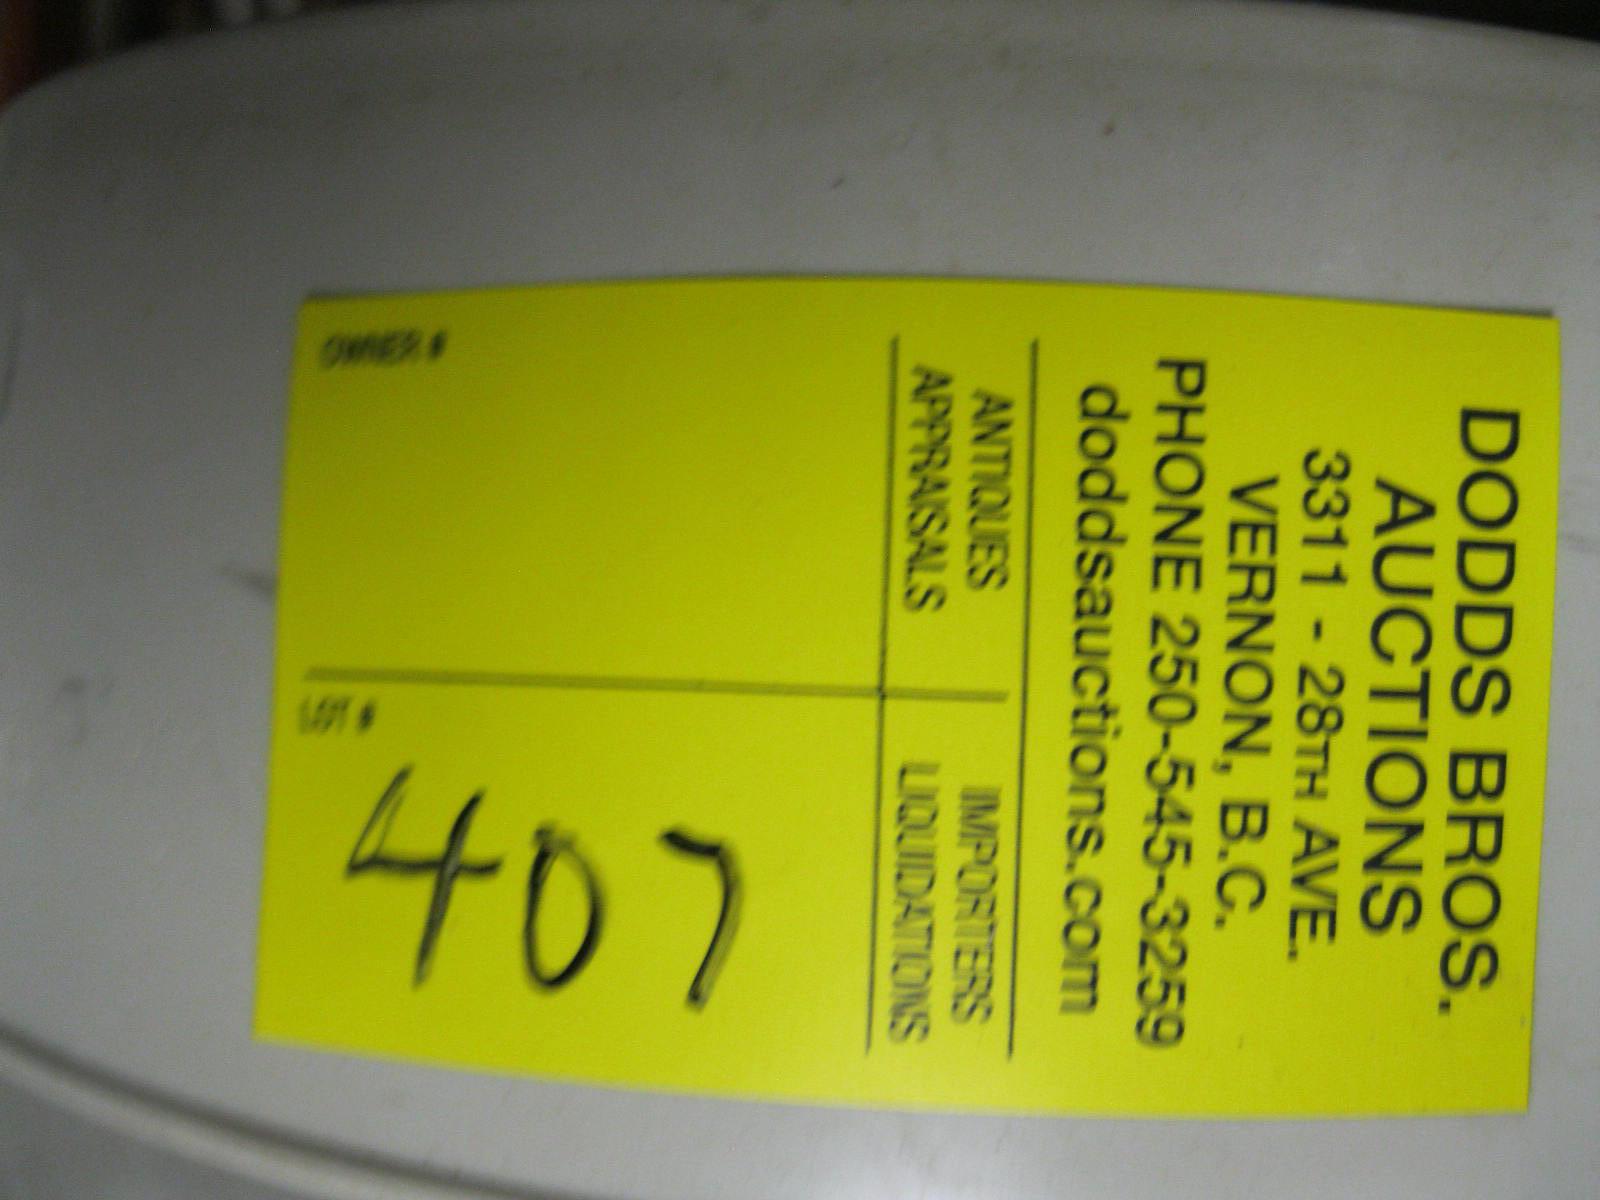 DODDS BROS.
AUCTIONS
3311 - 28TH AVE.
VERNON, B.C.
PHONE 250-545-3259
doddsauctions.com
ANTIQUES IMPORTERS
APPRAISALS LIQUIDATIONS
OWNER # LOT #
407